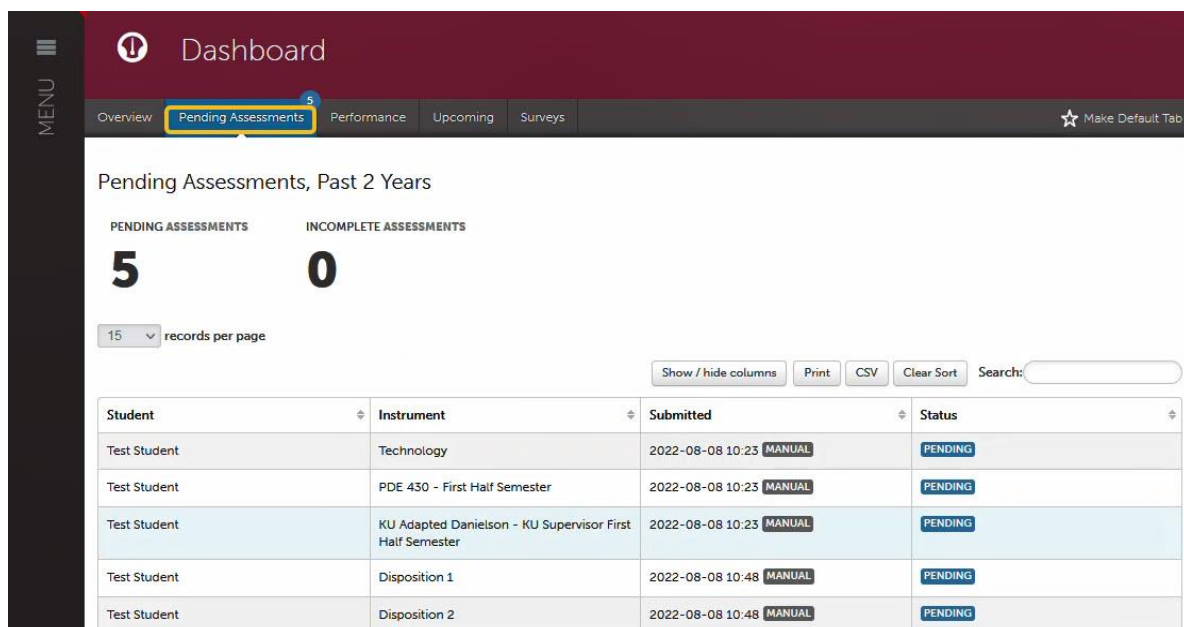 MENU
Dashboard
Overview Pending Assessments 5 Performance Upcoming Surveys Make Default Tab
Pending Assessments, Past 2 Years
PENDING ASSESSMENTS INCOMPLETE ASSESSMENTS
5 0
15 records per page
Show / hide columns Print CSV Clear Sort Search:
Student Instrument Submitted Status
Test Student Technology 2022-08-08 10:23 MANUAL PENDING
Test Student PDE 430 - First Half Semester 2022-08-08 10:23 MANUAL PENDING
Test Student KU Adapted Danielson - KU Supervisor First 2022-08-08 10:23 MANUAL PENDING
Half Semester
Test Student Disposition 1 2022-08-08 10:48 MANUAL PENDING
Test Student Disposition 2 2022-08-08 10:48 MANUAL PENDING